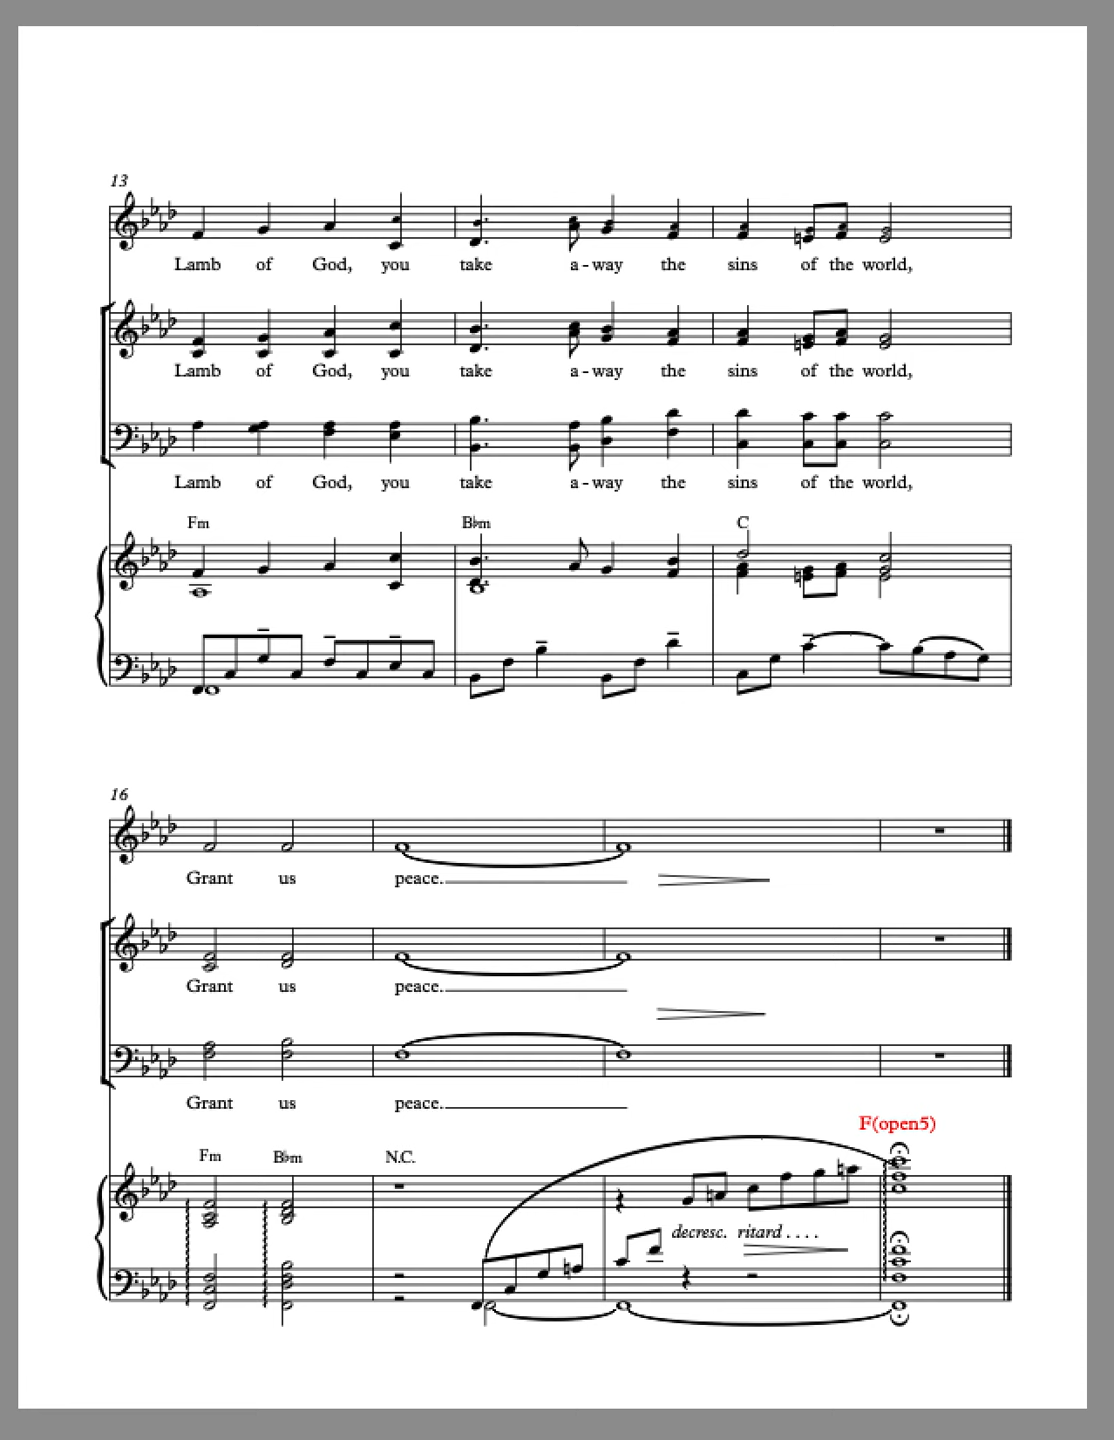 13
Lamb of God, you take a - way the sins of the world,
Lamb of God, you take a - way the sins of the world,
Lamb of God, you take a - way the sins of the world,
Fm B♭m C
16
Grant us peace.
Grant us peace.
Grant us peace.
F(open5)
Fm B♭m N.C.
decresc. ritard . . . .